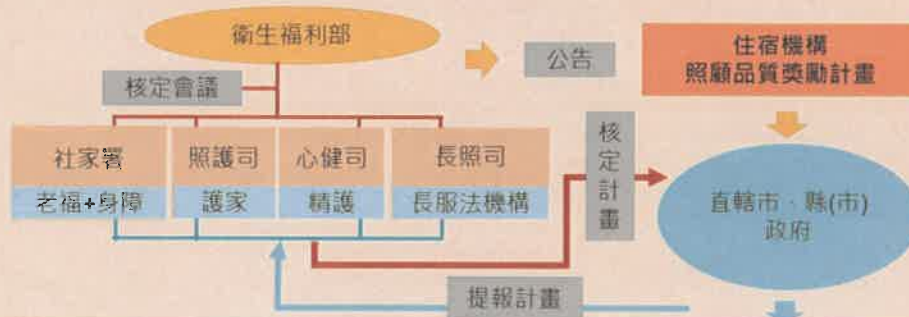 衛生福利部
公告
住宿機構
照顧品質獎勵計畫
核定會議
社家署
照護司
心健司
長照司
老福+身障
護家
精護
長服法機構
核定計畫
直轄市、縣(市)
政府
提報計畫